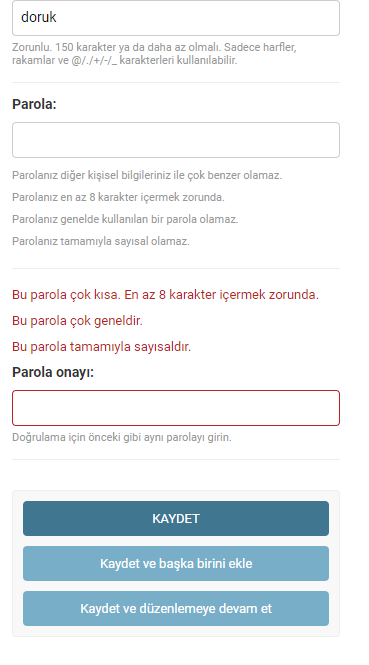 doruk
Zorunlu. 150 karakter ya da daha az olmalı. Sadece harfler,
rakamlar ve @/./+/-/_ karakterleri kullanılabilir.
Parola:
Parolanız diğer kişisel bilgileriniz ile çok benzer olamaz.
Parolanız en az 8 karakter içermek zorunda.
Parolanız genelde kullanılan bir parola olamaz.
Parolanız tamamıyla sayısal olamaz.
Bu parola çok kısa. En az 8 karakter içermek zorunda.
Bu parola çok geneldir.
Bu parola tamamıyla sayısaldır.
Parola onayı:
Doğrulama için önceki gibi aynı parolayı girin.
KAYDET
Kaydet ve başka birini ekle
Kaydet ve düzenlemeye devam et